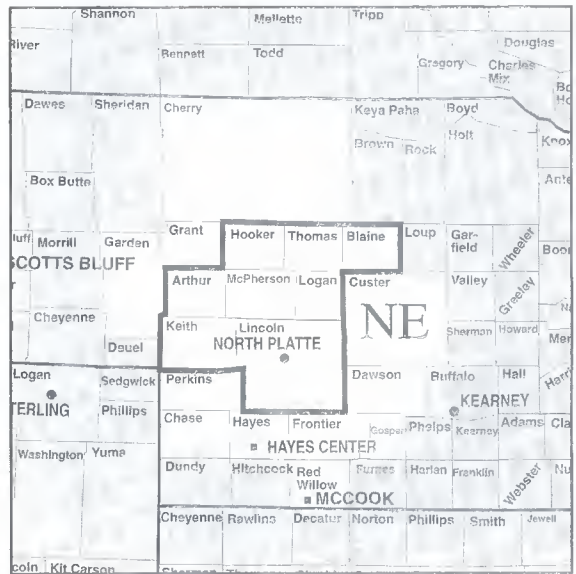 Shannon Mellette Tripp
River Bennett Todd Gregory Charles Mix Douglas
Dawes Sheridan Cherry Keya Paha Boyd
Brown Rock Holt Knox
Box Butte
Grant Hooker Thomas Blaine Loup Gar-
field Wheeler
Morrill Garden
SCOTTS BLUFF
Arthur McPherson Logan Custer Valley Greeley
Cheyenne Keith Lincoln NE Sherman Howard
NORTH PLATTE
Deuel
Logan Sedgwick Perkins Dawson Buffalo Hall
TERLING Phillips KEARNEY
Chase Hayes Frontier Gosper Phelps Kearney Adams Cla
HAYES CENTER
Washington Yuma
Dundy Hitchcock Red
Willow Furnas Harlan Franklin Webster Nu
MCCOOK
Cheyenne Rawlins Decatur Norton Phillips Smith Jewell
coln Kit Carson